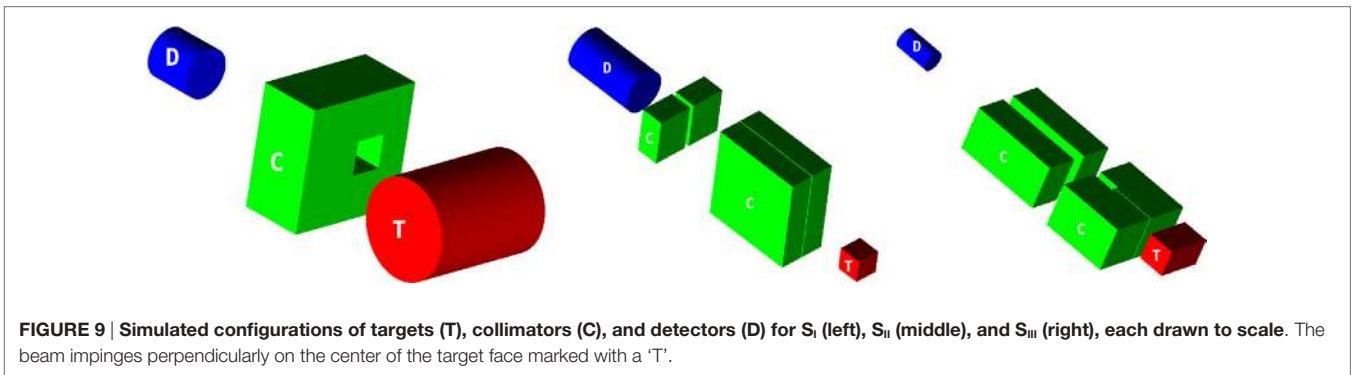 D
C
T
D
C
C
T
D
C
C
T
FIGURE 9 | Simulated configurations of targets (T), collimators (C), and detectors (D) for SI (left), SII (middle), and SIII (right), each drawn to scale. The
beam impinges perpendicularly on the center of the target face marked with a ‘T’.